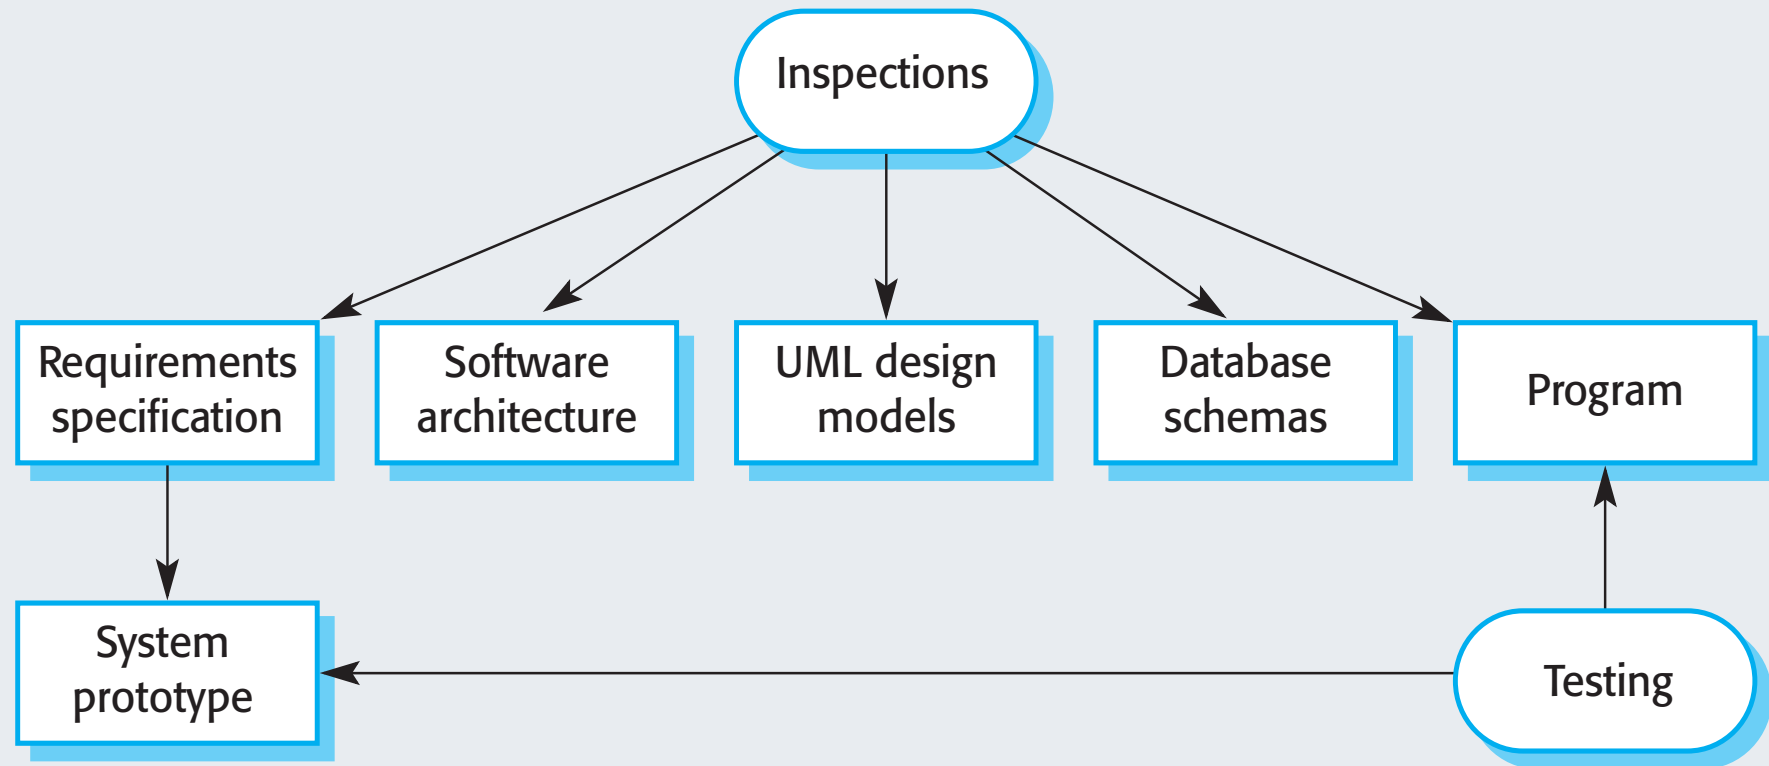 Inspections
Requirements
specification
Software
architecture
UML design
models
Database
schemas
Program
System
prototype
Testing